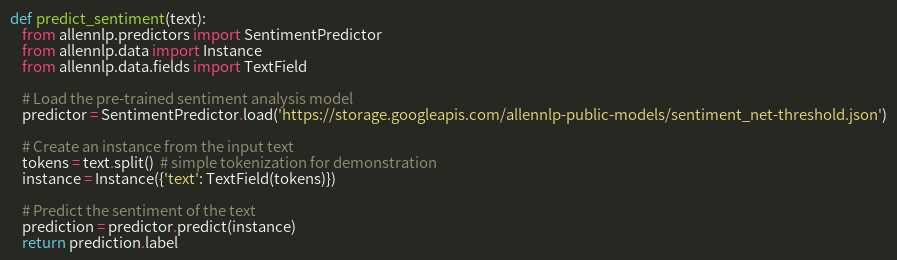 def predict_sentiment(text):
    from allennlp.predictors import SentimentPredictor
    from allennlp.data import Instance
    from allennlp.data.fields import TextField

    # Load the pre-trained sentiment analysis model
    predictor = SentimentPredictor.load('https://storage.googleapis.com/allennlp-public-models/sentiment_net-threshold.json')

    # Create an instance from the input text
    tokens = text.split()  # simple tokenization for demonstration
    instance = Instance({'text': TextField(tokens)})

    # Predict the sentiment of the text
    prediction = predictor.predict(instance)
    return prediction.label